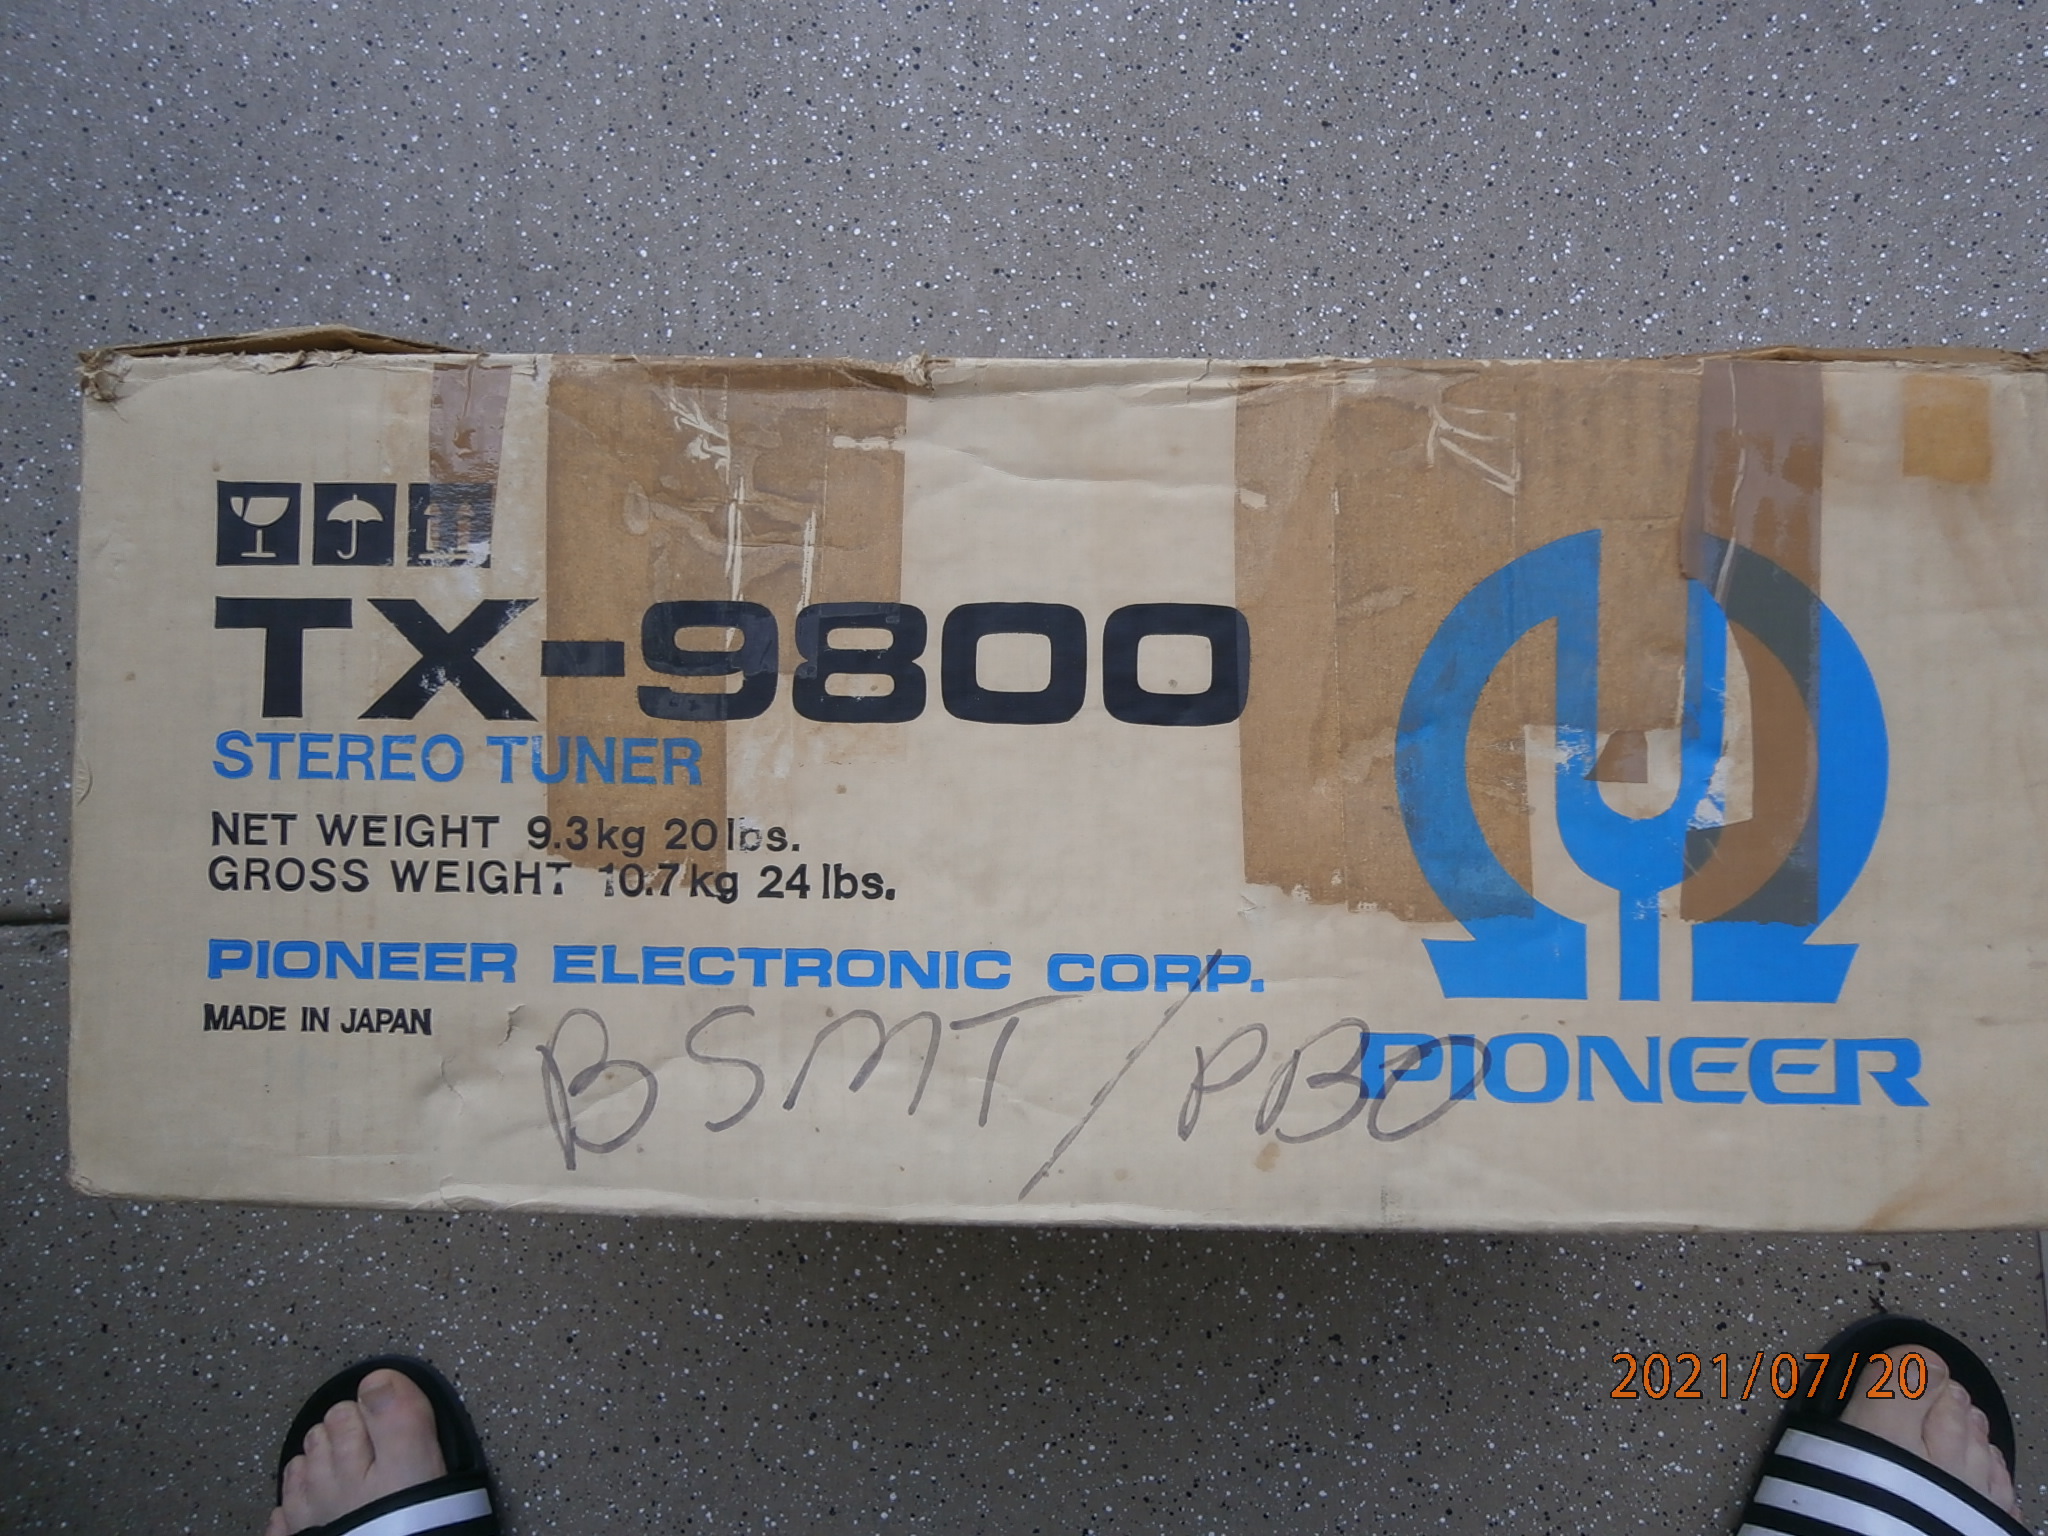 TX-9800
STEREO TUNER
NET WEIGHT 9.3kg 20lbs.
GROSS WEIGHT 10.7kg 24lbs.
PIONEER ELECTRONIC CORP.
MADE IN JAPAN
BSMT/PBO
PIONEER
2021/07/20